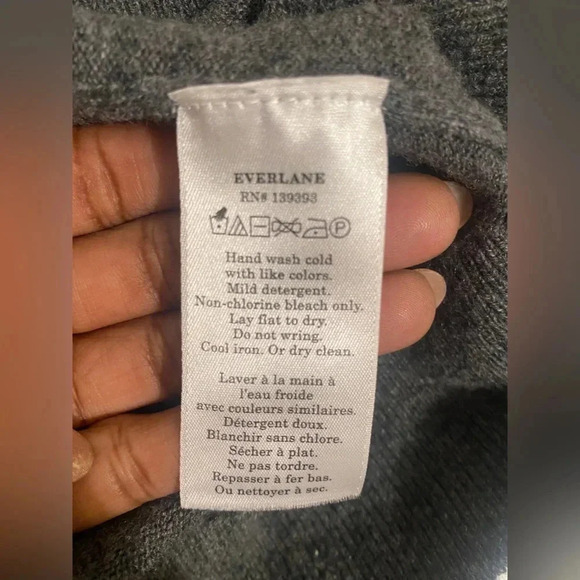 EVERLANE
RN# 139393
Hand wash cold
with like colors.
Mild detergent.
Non-chlorine bleach only.
Lay flat to dry.
Do not wring.
Cool iron. Or dry clean.
Laver à la main à
l'eau froide
avec couleurs similaires.
Détergent doux.
Blanchir sans chlore.
Sécher à plat.
Ne pas tordre.
Repasser à fer bas.
Ou nettoyer à sec.